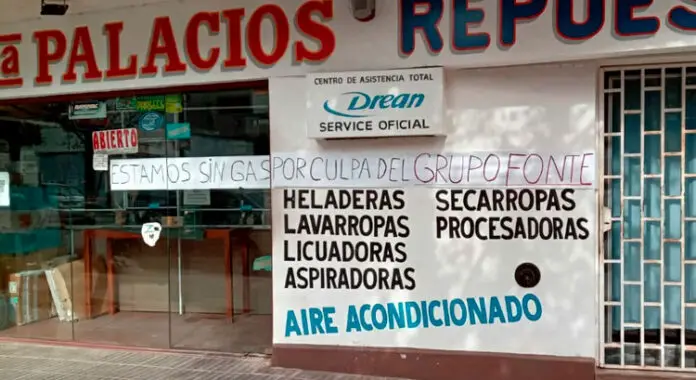 a PALACIOS
REPUES
CENTRO DE ASISTENCIA TOTAL
Drean
SERVICE OFICIAL
ABIERTO
ESTAMOS SIN GAS POR CULPA DEL GRUPO FONTE
HELADERAS SECARROPAS
LAVARROPAS PROCESADORAS
LICUADORAS
ASPIRADORAS
AIRE ACONDICIONADO